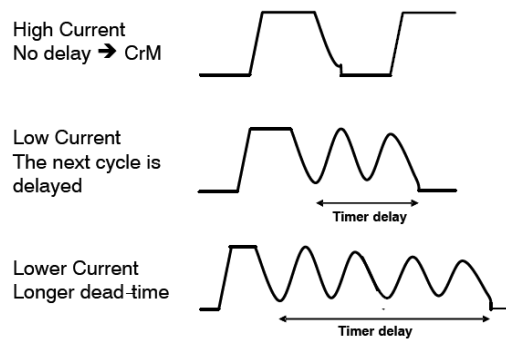 High Current
No delay ➔ CrM
Low Current
The next cycle is
delayed
Timer delay
Lower Current
Longer dead-time
Timer delay